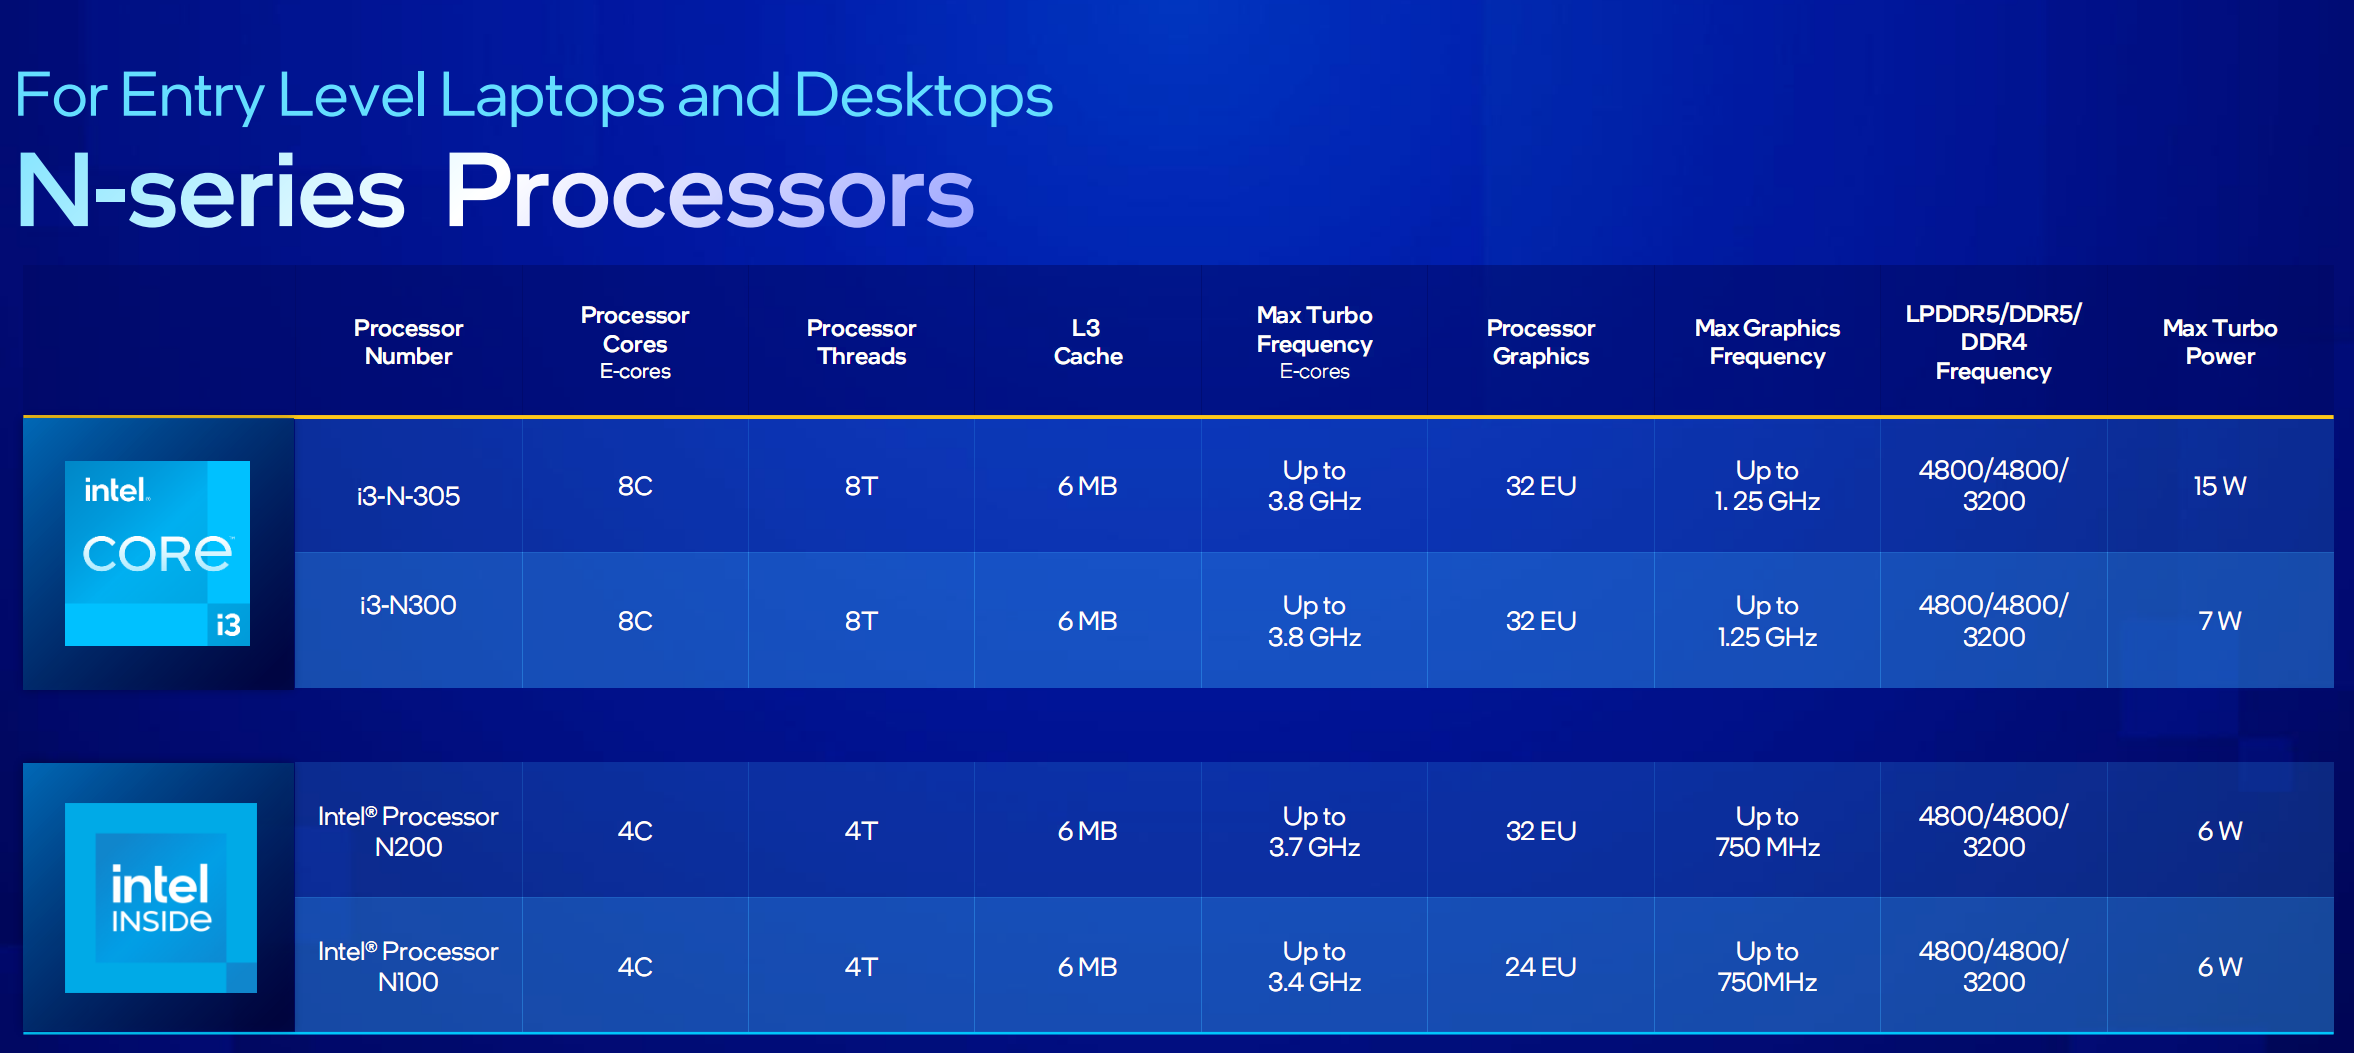 For Entry Level Laptops and Desktops
N-series Processors
Processor
Number
Processor
Cores
E-cores
Processor
Threads
L3
Cache
Max Turbo
Frequency
E-cores
Processor
Graphics
Max Graphics
Frequency
LPDDR5/DDR5/
DDR4
Frequency
Max Turbo
Power
intel®
CORe™
i3
i3-N-305
8C
8T
6 MB
Up to
3.8 GHz
32 EU
Up to
1. 25 GHz
4800/4800/
3200
15 W
i3-N300
8C
8T
6 MB
Up to
3.8 GHz
32 EU
Up to
1.25 GHz
4800/4800/
3200
7 W
intel
INSIDe
Intel® Processor
N200
4C
4T
6 MB
Up to
3.7 GHz
32 EU
Up to
750 MHz
4800/4800/
3200
6 W
Intel® Processor
N100
4C
4T
6 MB
Up to
3.4 GHz
24 EU
Up to
750MHz
4800/4800/
3200
6 W